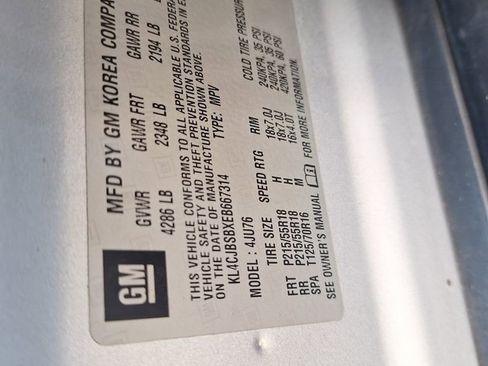 MFD BY GM KOREA COMPA
GVWR GAWR FRT GAWR RR
4286 LB 2348 LB 2194 LB
THIS VEHICLE CONFORMS TO ALL APPLICABLE U.S. FEDERA
VEHICLE SAFETY AND THEFT PREVENTION STANDARDS IN E
ON THE DATE OF MANUFACTURE SHOWN ABOVE.
KL4CJBSBXEB667314 TYPE: MPV
MODEL: 4JU76
TIRE SIZE SPEED RTG RIM COLD TIRE PRESSUR
FRT P215/55R18 H 18x7.0J 240KPA, 35 PSI
RR P215/55R18 H 18x7.0J 240KPA, 35 PSI
SPA T125/70R16 M 16x4.0T 420KPA, 60 PSI
SEE OWNER'S MANUAL FOR MORE INFORMATION
GM